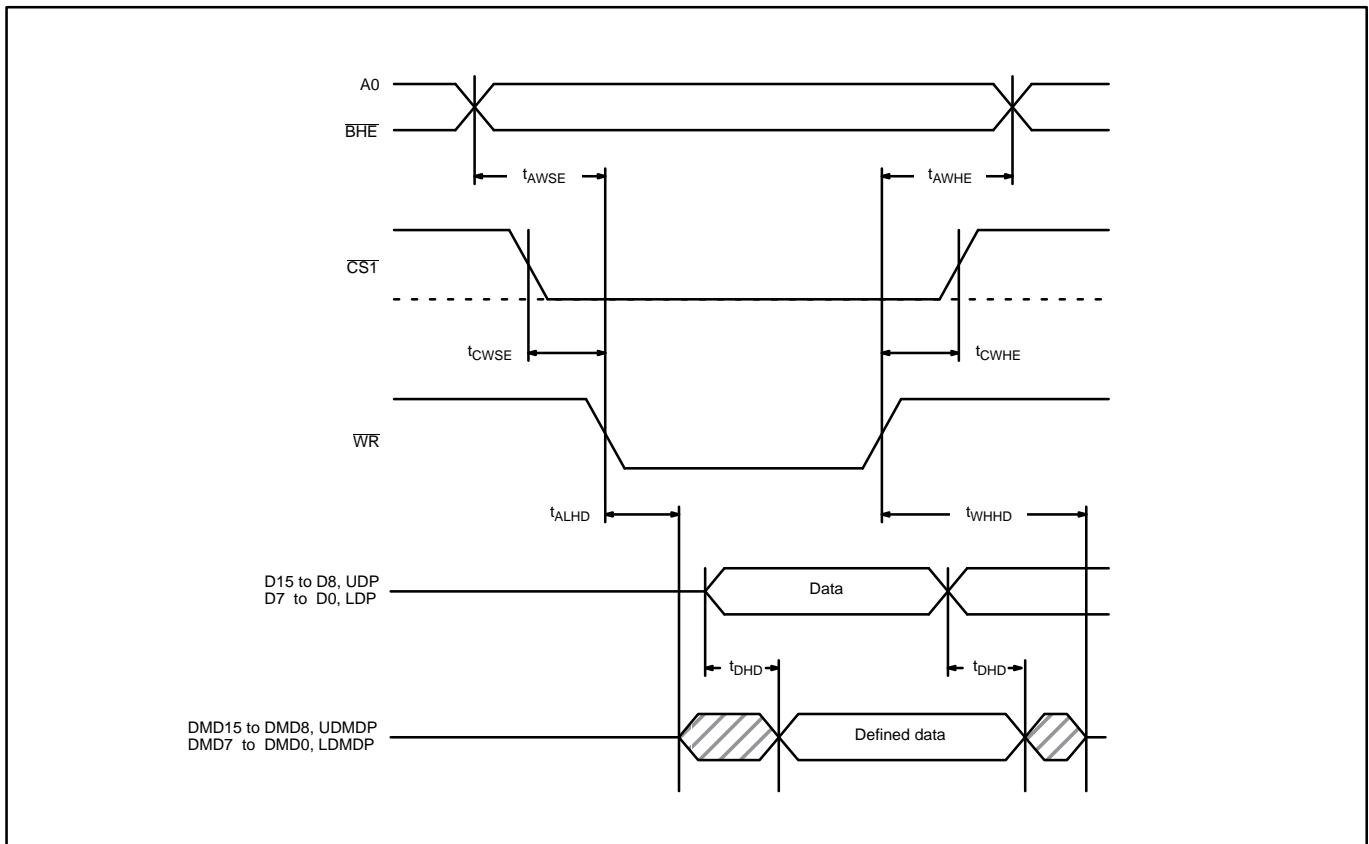 A0
BHE
tAWSE
tAWHE
CS1
tCWSE
tCWHE
WR
tALHD
tWHHD
D15 to D8, UDP
D7 to D0, LDP
Data
tDHD
tDHD
DMD15 to DMD8, UDMDP
DMD7 to DMD0, LDMDP
Defined data